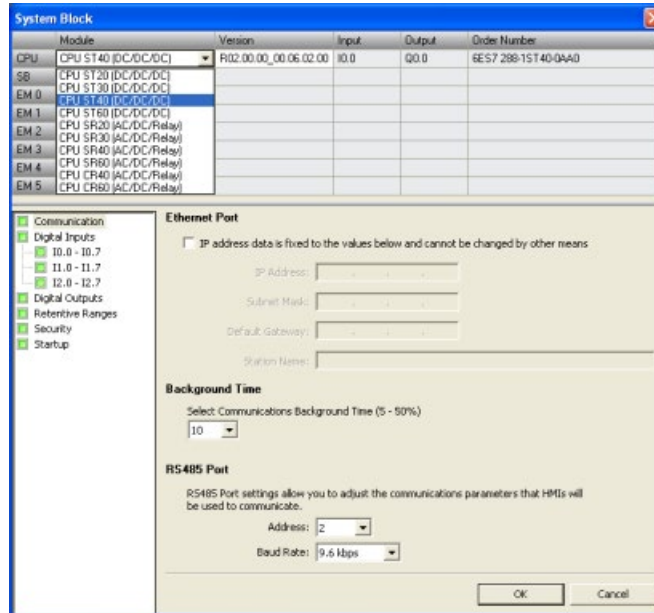 System Block
Module Version Input Output Order Number
CPU CPU ST40 (DC/DC/DC) R02.00.00_00.06.02.00 I0.0 Q0.0 6ES7 288-1ST40-0AA0
SB CPU ST20 (DC/DC/DC)
CPU ST30 (DC/DC/DC)
EM 0 CPU ST40 (DC/DC/DC)
EM 1 CPU ST60 (DC/DC/DC)
CPU SR20 (AC/DC/Relay)
EM 2 CPU SR30 (AC/DC/Relay)
EM 3 CPU SR40 (AC/DC/Relay)
CPU SR60 (AC/DC/Relay)
EM 4 CPU CR40 (AC/DC/Relay)
EM 5 CPU CR60 (AC/DC/Relay)
Communication
Digital Inputs
I0.0 - I0.7
I1.0 - I1.7
I2.0 - I2.7
Digital Outputs
Retentive Ranges
Security
Startup
Ethernet Port
IP address data is fixed to the values below and cannot be changed by other means
IP Address:
Subnet Mask:
Default Gateway:
Station Name:
Background Time
Select Communications Background Time (5 - 50%)
10
RS485 Port
RS485 Port settings allow you to adjust the communications parameters that HMIs will
be used to communicate.
Address: 2
Baud Rate: 9.6 kbps
OK Cancel